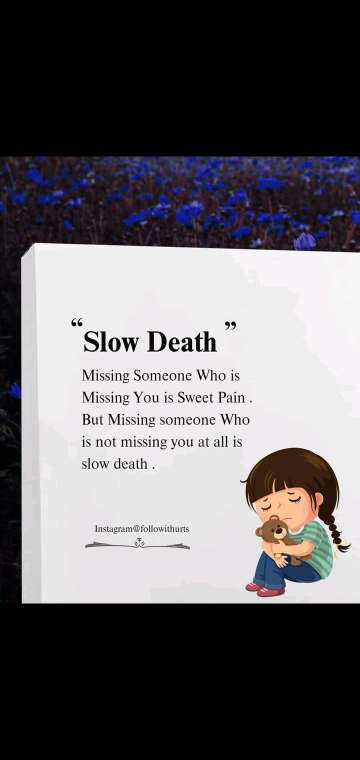 “Slow Death”
Missing Someone Who is
Missing You is Sweet Pain .
But Missing someone Who
is not missing you at all is
slow death .
Instagram@followithurts